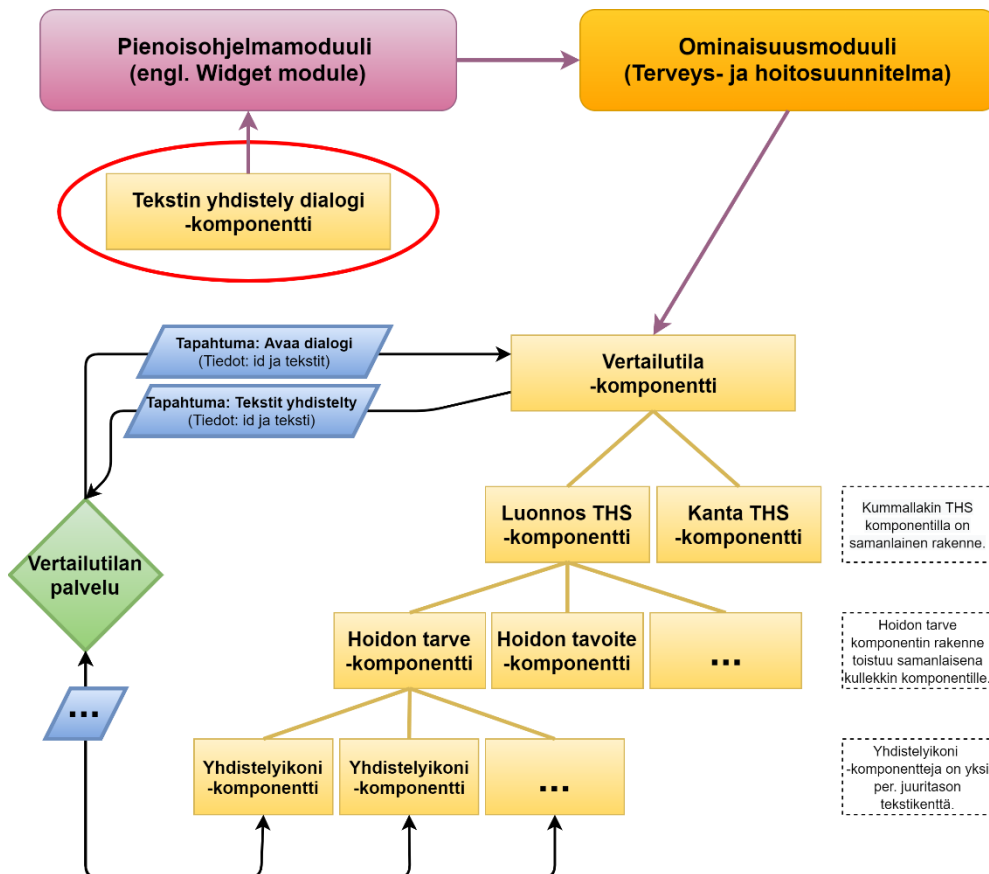 Pienoisohjelmamoduuli
(engl. Widget module)
Ominaisuusmoduuli
(Terveys- ja hoitosuunnitelma)
Tekstin yhdistely dialogi
-komponentti
Tapahtuma: Avaa dialogi
(Tiedot: id ja tekstit)
Tapahtuma: Tekstit yhdistelty
(Tiedot: id ja teksti)
Vertailutila
-komponentti
Luonnos THS
-komponentti
Kanta THS
-komponentti
Kummallakin THS
komponentilla on
samanlainen rakenne.
Vertailutilan
palvelu
Hoidon tarve
-komponentti
Hoidon tavoite
-komponentti
...
Hoidon tarve
komponentin rakenne
toistuu samanlaisena
kullekkin komponentille.
...
Yhdistelyikoni
-komponentti
Yhdistelyikoni
-komponentti
...
Yhdistelyikoni
-komponentteja on yksi
per. juuritason
tekstikenttä.